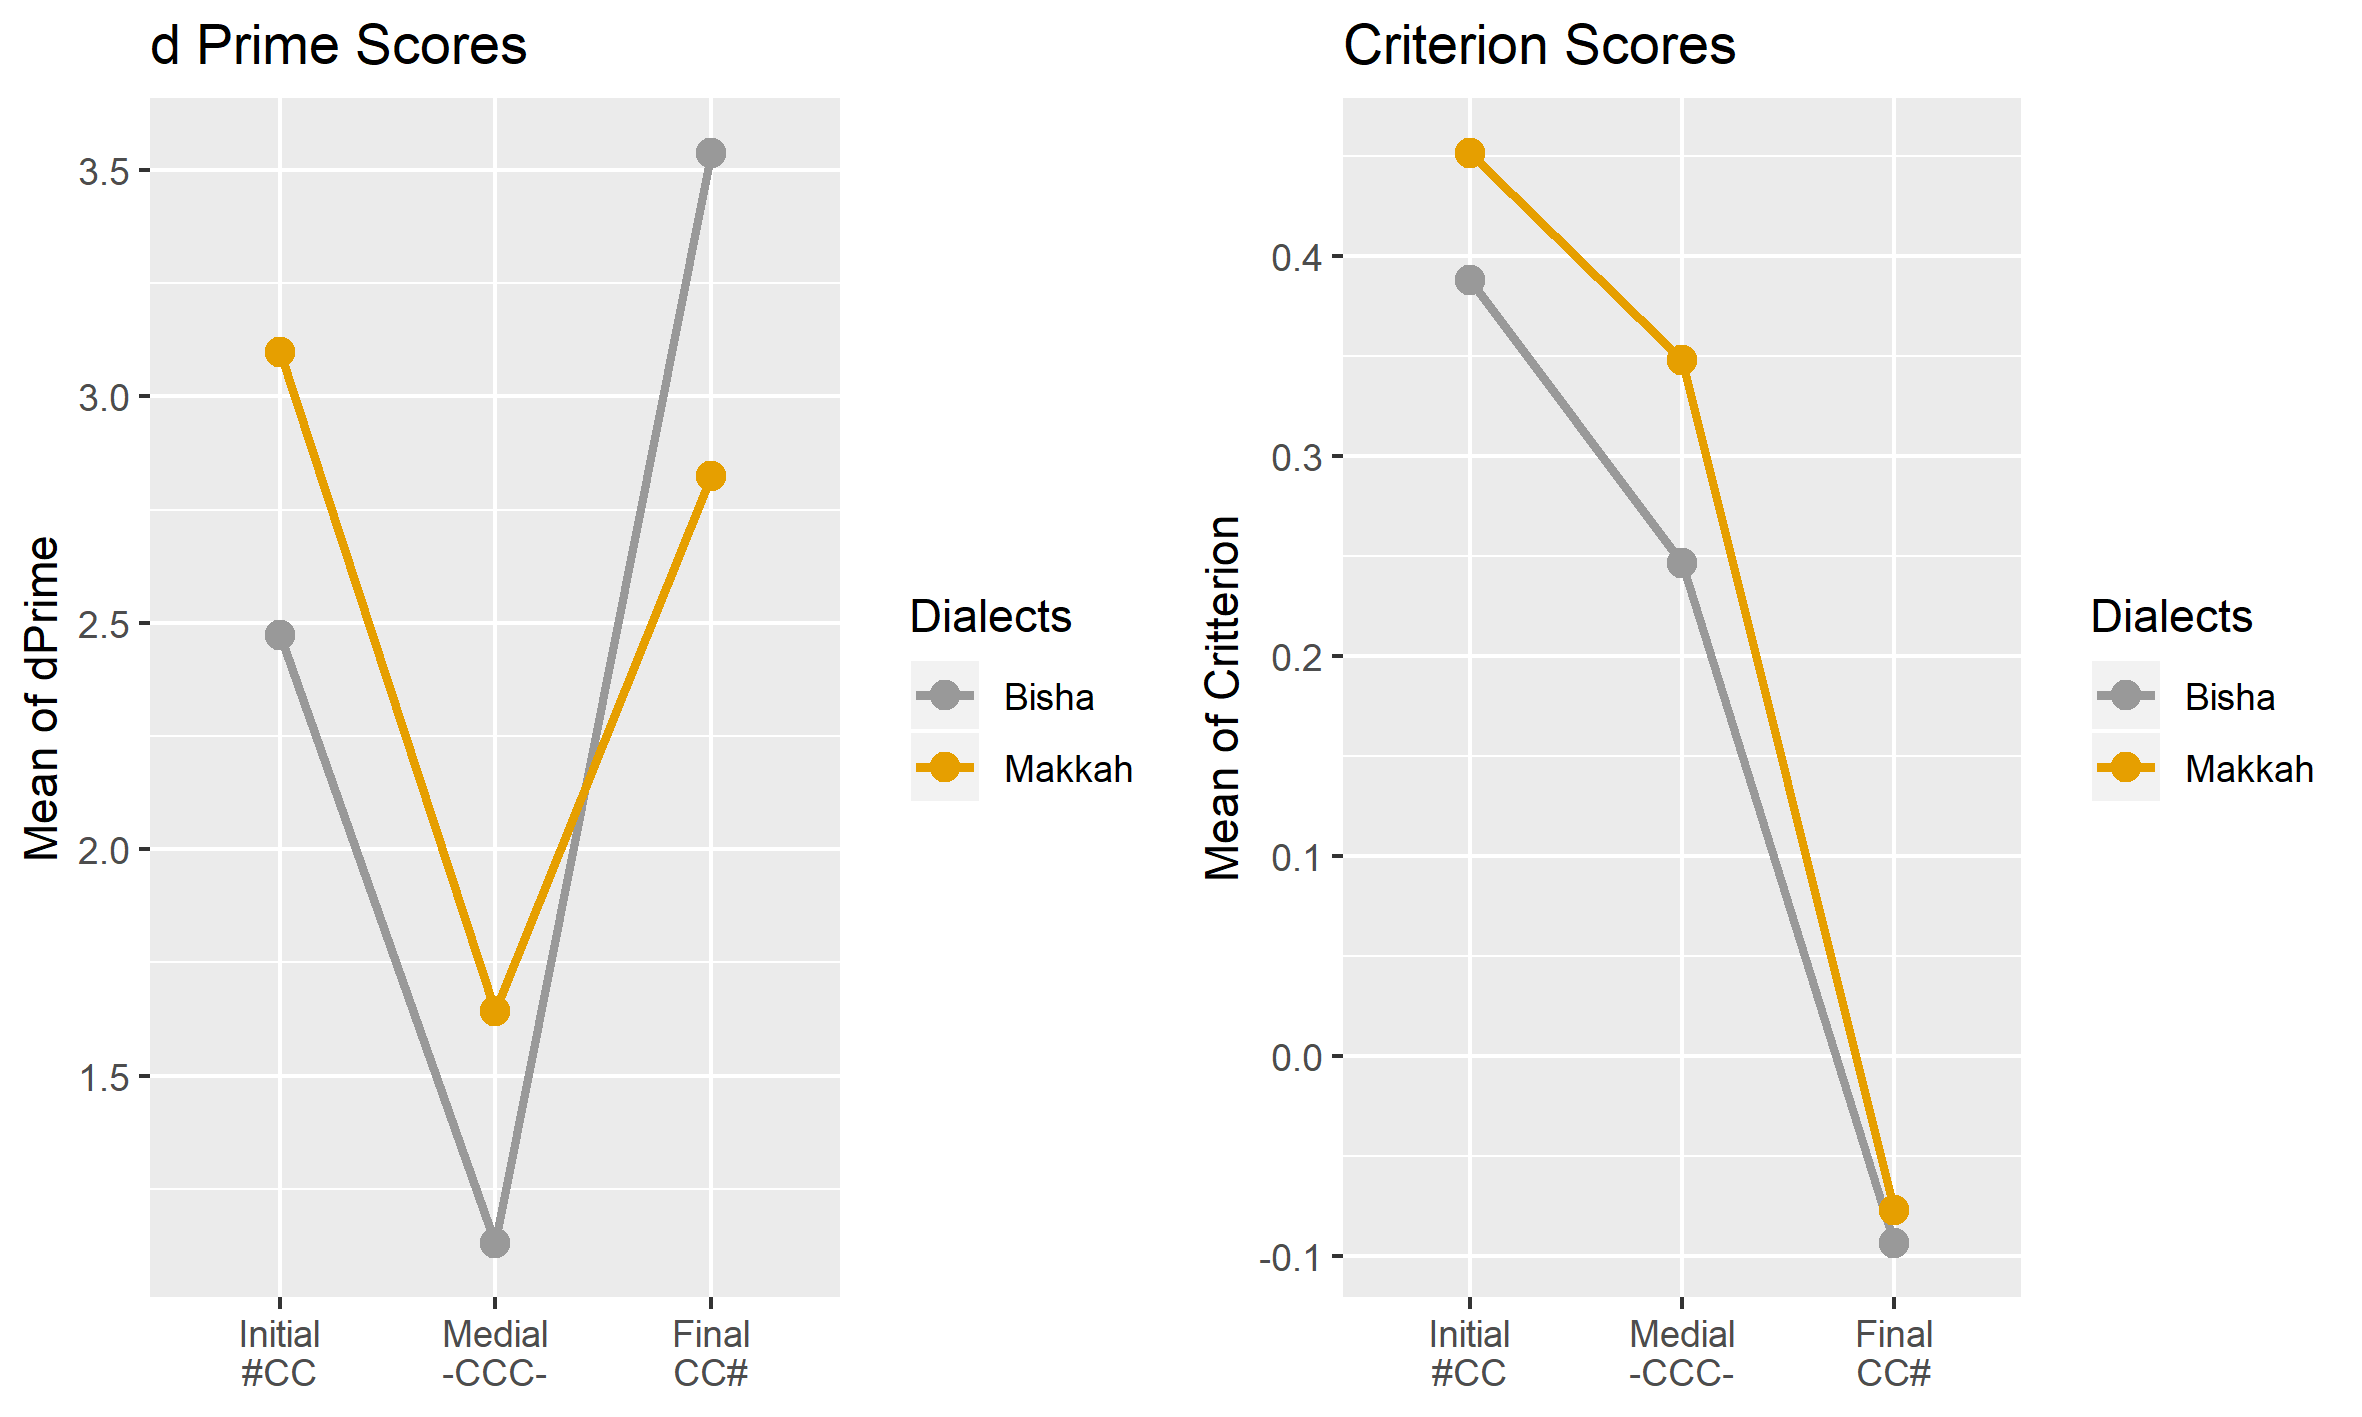 d Prime Scores
Mean of dPrime
3.5
3.0
2.5
2.0
1.5
Initial
#CC
Medial
-CCC-
Final
CC#
Dialects
Bisha
Makkah
Criterion Scores
Mean of Critterion
0.4
0.3
0.2
0.1
0.0
-0.1
Initial
#CC
Medial
-CCC-
Final
CC#
Dialects
Bisha
Makkah